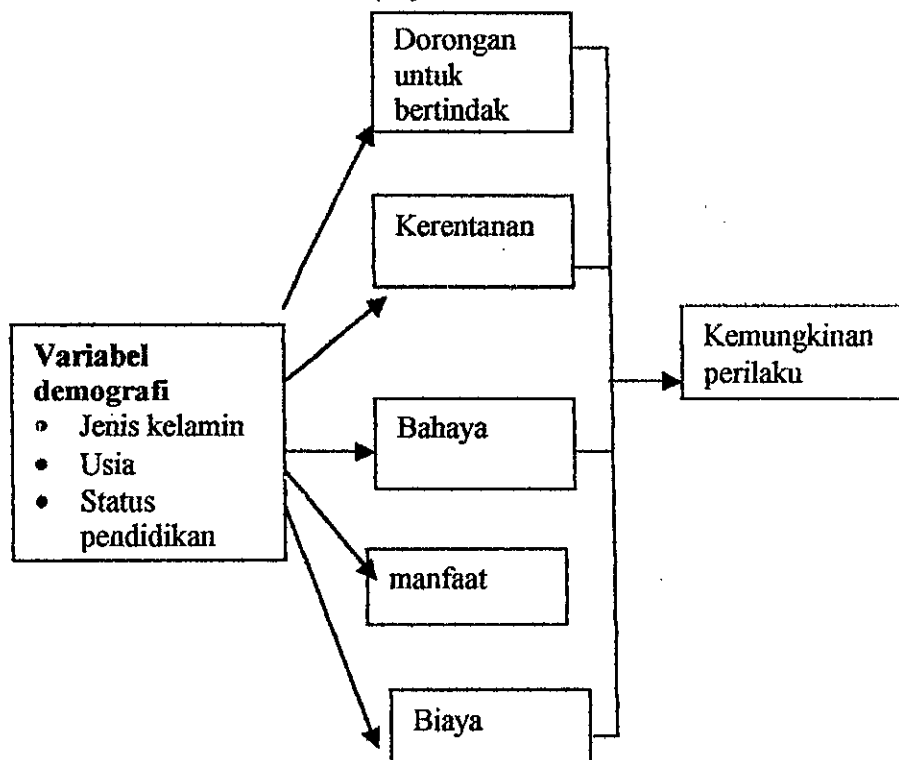 Dorongan
untuk
bertindak
Kerentanan
Variabel
demografi
• Jenis kelamin
• Usia
• Status
pendidikan
Bahaya
manfaat
Biaya
Kemungkinan
perilaku